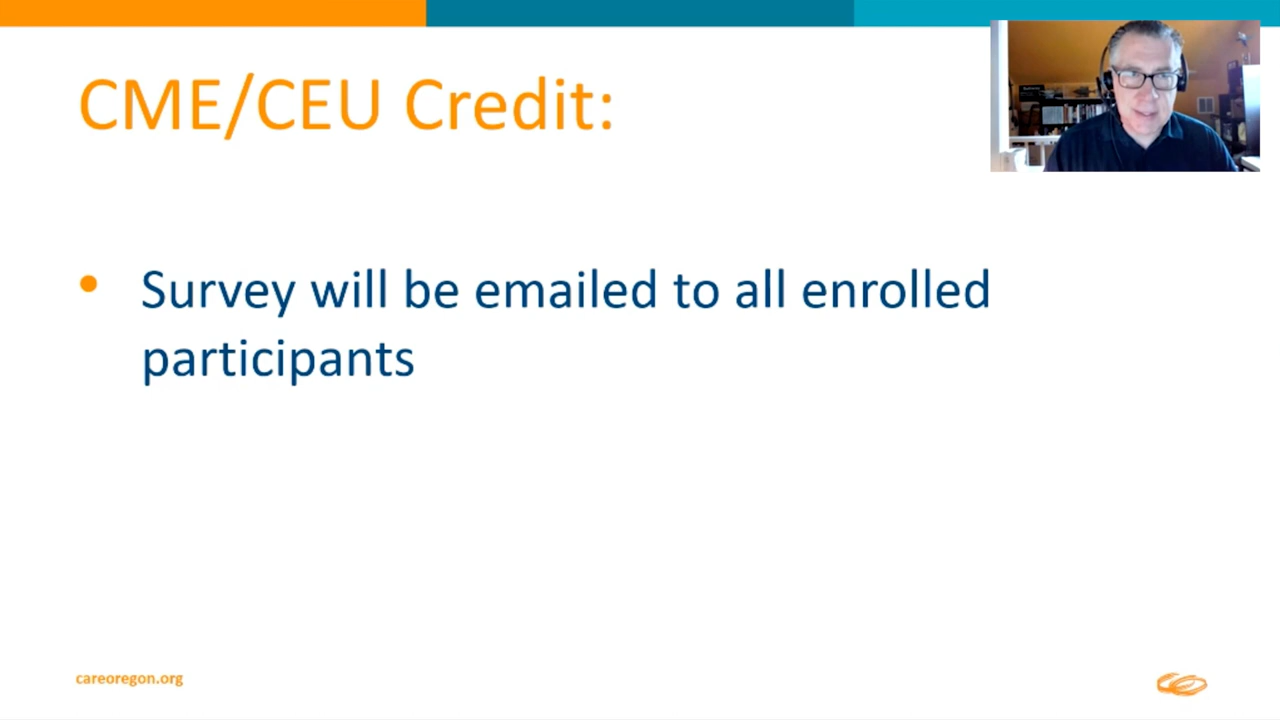 CME/CEU Credit:
• Survey will be emailed to all enrolled
participants
careoregon.org